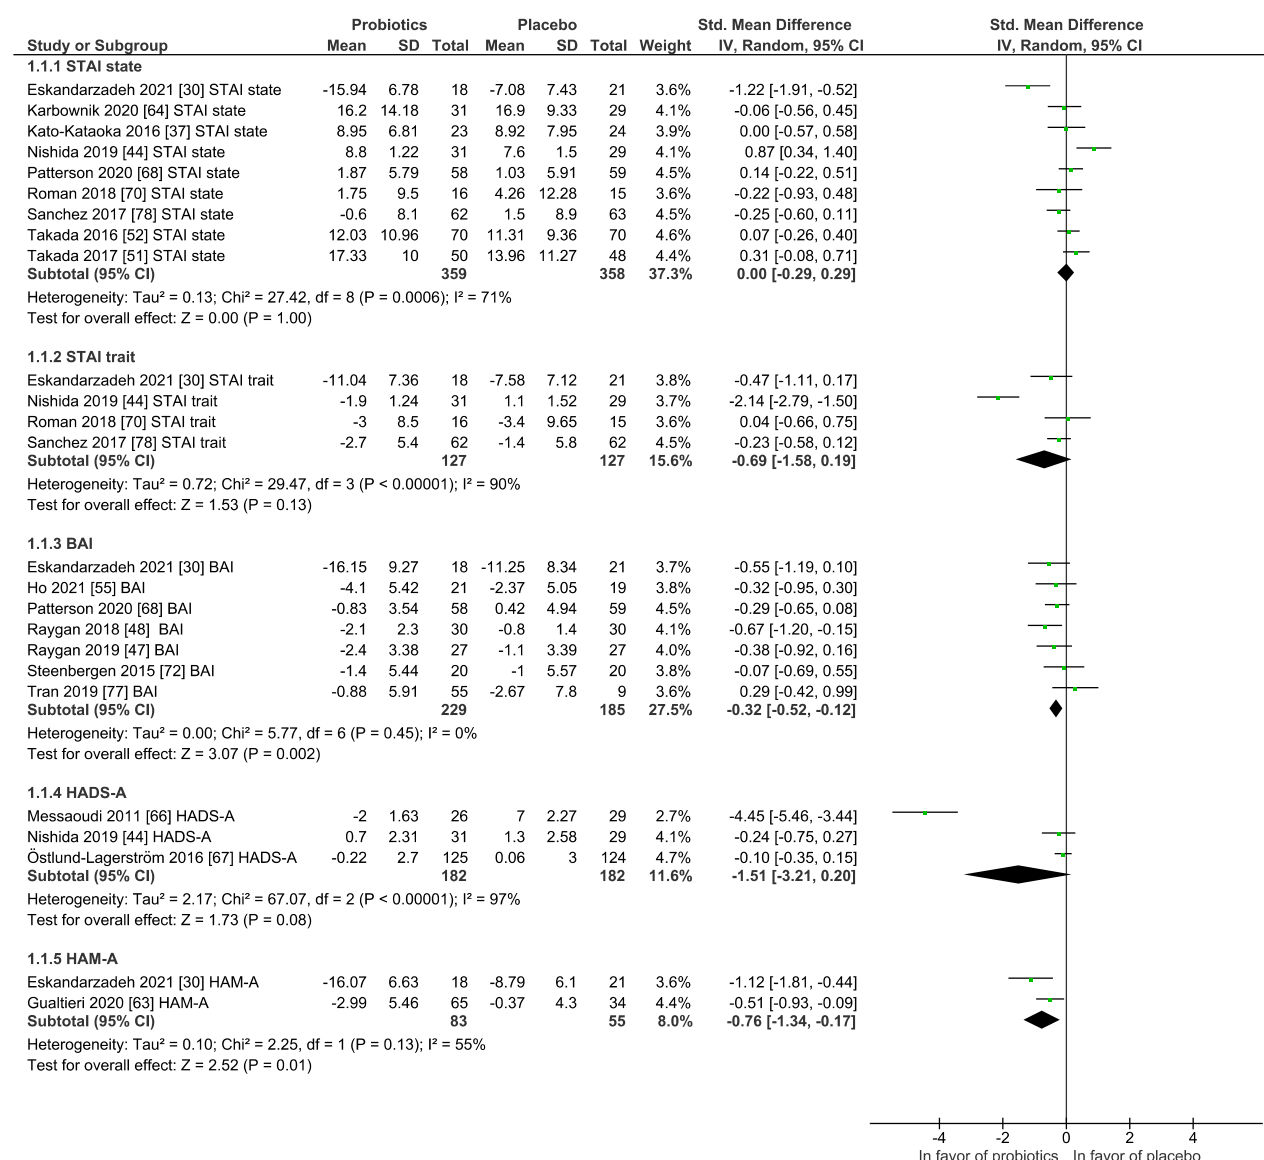 Probiotics Placebo Std. Mean Difference Std. Mean Difference
Study or Subgroup Mean SD Total Mean SD Total Weight IV, Random, 95% CI IV, Random, 95% CI
1.1.1 STAI state
Eskandarzadeh 2021 [30] STAI state -15.94 6.78 18 -7.08 7.43 21 3.6% -1.22 [-1.91, -0.52]
Karbownik 2020 [64] STAI state 16.2 14.18 31 16.9 9.33 29 4.1% -0.06 [-0.56, 0.45]
Kato-Kataoka 2016 [37] STAI state 8.95 6.81 23 8.92 7.95 24 3.9% 0.00 [-0.57, 0.58]
Nishida 2019 [44] STAI state 8.8 1.22 31 7.6 1.5 29 4.1% 0.87 [0.34, 1.40]
Patterson 2020 [68] STAI state 1.87 5.79 58 1.03 5.91 59 4.5% 0.14 [-0.22, 0.51]
Roman 2018 [70] STAI state 1.75 9.5 16 4.26 12.28 15 3.6% -0.22 [-0.93, 0.48]
Sanchez 2017 [78] STAI state -0.6 8.1 62 1.5 8.9 63 4.5% -0.25 [-0.60, 0.11]
Takada 2016 [52] STAI state 12.03 10.96 70 11.31 9.36 70 4.6% 0.07 [-0.26, 0.40]
Takada 2017 [51] STAI state 17.33 10 50 13.96 11.27 48 4.4% 0.31 [-0.08, 0.71]
Subtotal (95% CI) 359 358 37.3% 0.00 [-0.29, 0.29]
Heterogeneity: Tau² = 0.13; Chi² = 27.42, df = 8 (P = 0.0006); I² = 71%
Test for overall effect: Z = 0.00 (P = 1.00)
1.1.2 STAI trait
Eskandarzadeh 2021 [30] STAI trait -11.04 7.36 18 -7.58 7.12 21 3.8% -0.47 [-1.11, 0.17]
Nishida 2019 [44] STAI trait -1.9 1.24 31 1.1 1.52 29 3.7% -2.14 [-2.79, -1.50]
Roman 2018 [70] STAI trait -3 8.5 16 -3.4 9.65 15 3.6% 0.04 [-0.66, 0.75]
Sanchez 2017 [78] STAI trait -2.7 5.4 62 -1.4 5.8 62 4.5% -0.23 [-0.58, 0.12]
Subtotal (95% CI) 127 127 15.6% -0.69 [-1.58, 0.19]
Heterogeneity: Tau² = 0.72; Chi² = 29.47, df = 3 (P < 0.00001); I² = 90%
Test for overall effect: Z = 1.53 (P = 0.13)
1.1.3 BAI
Eskandarzadeh 2021 [30] BAI -16.15 9.27 18 -11.25 8.34 21 3.7% -0.55 [-1.19, 0.10]
Ho 2021 [55] BAI -4.1 5.42 21 -2.37 5.05 19 3.8% -0.32 [-0.95, 0.30]
Patterson 2020 [68] BAI -0.83 3.54 58 0.42 4.94 59 4.5% -0.29 [-0.65, 0.08]
Raygan 2018 [48] BAI -2.1 2.3 30 -0.8 1.4 30 4.1% -0.67 [-1.20, -0.15]
Raygan 2019 [47] BAI -2.4 3.38 27 -1.1 3.39 27 4.0% -0.38 [-0.92, 0.16]
Steenbergen 2015 [72] BAI -1.4 5.44 20 -1 5.57 20 3.8% -0.07 [-0.69, 0.55]
Tran 2019 [77] BAI -0.88 5.91 55 -2.67 7.8 9 3.6% 0.29 [-0.42, 0.99]
Subtotal (95% CI) 229 185 27.5% -0.32 [-0.52, -0.12]
Heterogeneity: Tau² = 0.00; Chi² = 5.77, df = 6 (P = 0.45); I² = 0%
Test for overall effect: Z = 3.07 (P = 0.002)
1.1.4 HADS-A
Messaoudi 2011 [66] HADS-A -2 1.63 26 7 2.27 29 2.7% -4.45 [-5.46, -3.44]
Nishida 2019 [44] HADS-A 0.7 2.31 31 1.3 2.58 29 4.1% -0.24 [-0.75, 0.27]
Östlund-Lagerström 2016 [67] HADS-A -0.22 2.7 125 0.06 3 124 4.7% -0.10 [-0.35, 0.15]
Subtotal (95% CI) 182 182 11.6% -1.51 [-3.21, 0.20]
Heterogeneity: Tau² = 2.17; Chi² = 67.07, df = 2 (P < 0.00001); I² = 97%
Test for overall effect: Z = 1.73 (P = 0.08)
1.1.5 HAM-A
Eskandarzadeh 2021 [30] HAM-A -16.07 6.63 18 -8.79 6.1 21 3.6% -1.12 [-1.81, -0.44]
Gualtieri 2020 [63] HAM-A -2.99 5.46 65 -0.37 4.3 34 4.4% -0.51 [-0.93, -0.09]
Subtotal (95% CI) 83 55 8.0% -0.76 [-1.34, -0.17]
Heterogeneity: Tau² = 0.10; Chi² = 2.25, df = 1 (P = 0.13); I² = 55%
Test for overall effect: Z = 2.52 (P = 0.01)
-4 -2 0 2 4
In favor of probiotics In favor of placebo